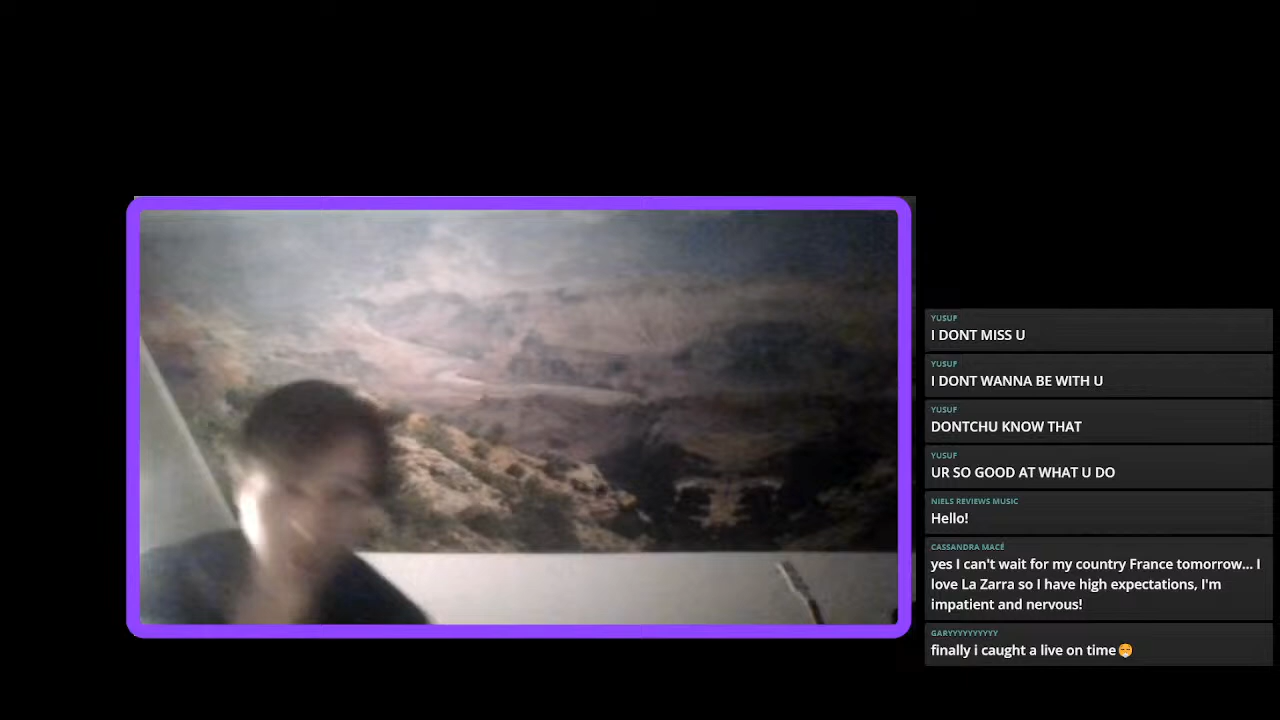 YUSUF
I DONT MISS U
YUSUF
I DONT WANNA BE WITH U
YUSUF
DONTCHU KNOW THAT
YUSUF
UR SO GOOD AT WHAT U DO
NIELS REVIEWS MUSIC
Hello!
CASSANDRA MACÉ
yes I can't wait for my country France tomorrow... I
love La Zarra so I have high expectations, I'm
impatient and nervous!
GARYYYYYYYYYY
finally i caught a live on time😁